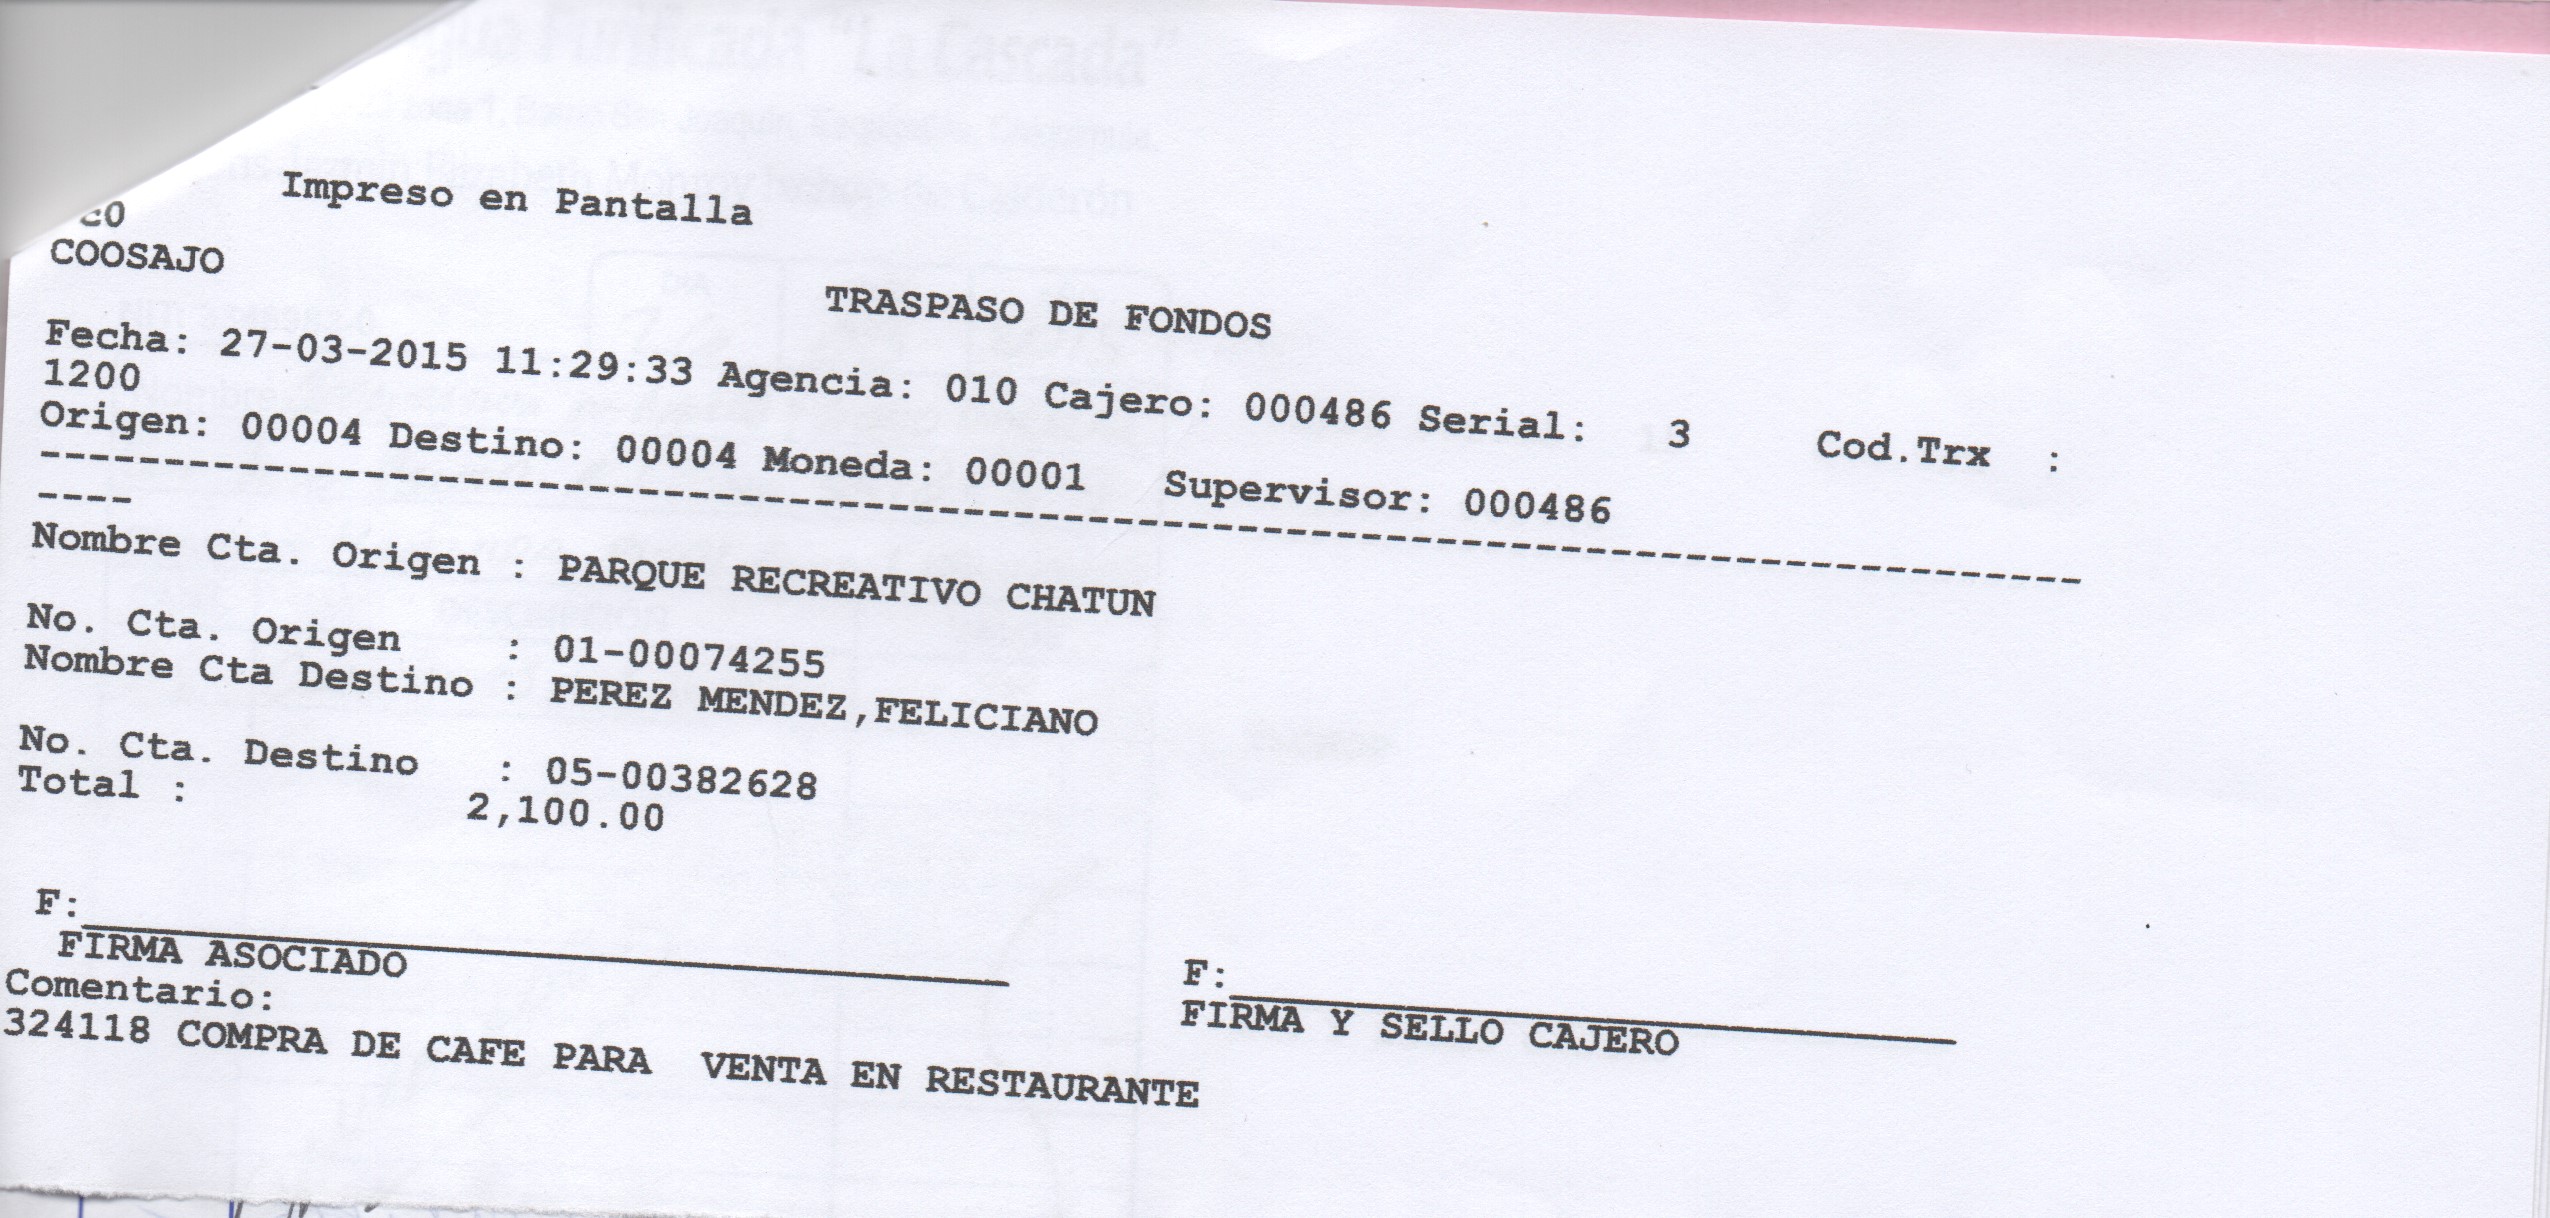 Impreso en Pantalla
COOSAJO
TRASPASO DE FONDOS
Fecha: 27-03-2015 11:29:33 Agencia: 010 Cajero: 000486 Serial: 3 Cod.Trx :
1200
Origen: 00004 Destino: 00004 Moneda: 00001 Supervisor: 000486
--------------------------------------------------------------------------------
----
Nombre Cta. Origen : PARQUE RECREATIVO CHATUN
No. Cta. Origen : 01-00074255
Nombre Cta Destino : PEREZ MENDEZ,FELICIANO
No. Cta. Destino : 05-00382628
Total : 2,100.00
F:
FIRMA ASOCIADO
F:
FIRMA Y SELLO CAJERO
Comentario:
324118 COMPRA DE CAFE PARA VENTA EN RESTAURANTE